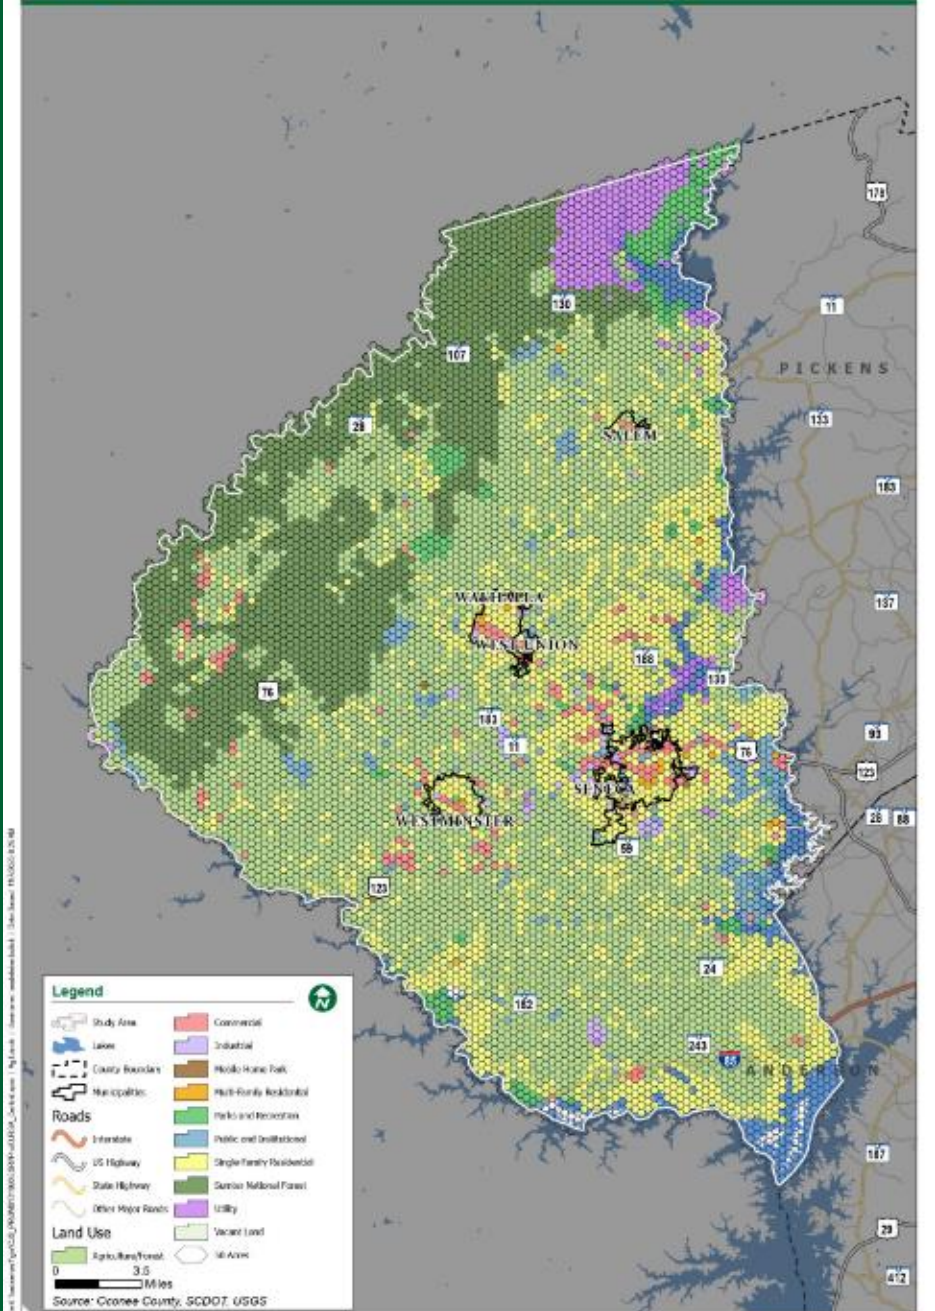 178
11
130
107
PICKENS
28
133
SALEM
183
137
WALHALLA
WEST UNION
188
130
76
183
11
76
93
123
SENECA
28
88
WESTMINSTER
59
123
24
182
243
85
ANDERSON
187
29
412
Legend
N
Study Area
Lakes
County Boundary
Municipalities
Roads
Interstate
US Highway
State Highway
Other Major Roads
Land Use
Agriculture/Forest
Commercial
Industrial
Mobile Home Park
Multi-Family Residential
Parks and Recreation
Public and Institutional
Single-Family Residential
Sumter National Forest
Utility
Vacant Land
50 Acres
0 3.5
Miles
Source: Oconee County, SCDOT, USGS